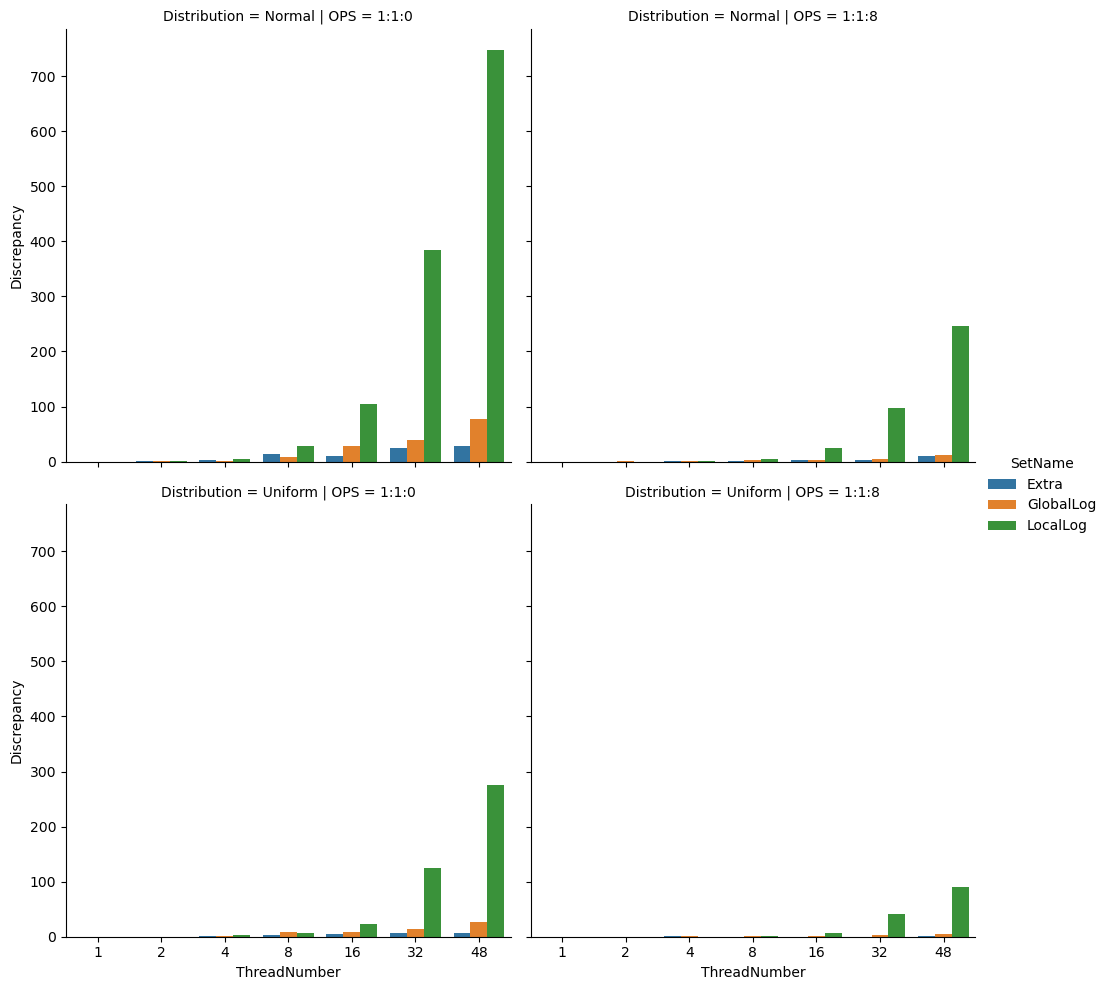 Distribution = Normal | OPS = 1:1:0
Distribution = Normal | OPS = 1:1:8
700
600
500
400
300
200
100
0
Discrepancy
SetName
Extra
GlobalLog
LocalLog
Distribution = Uniform | OPS = 1:1:0
Distribution = Uniform | OPS = 1:1:8
700
600
500
400
300
200
100
0
Discrepancy
1 2 4 8 16 32 48
ThreadNumber
1 2 4 8 16 32 48
ThreadNumber